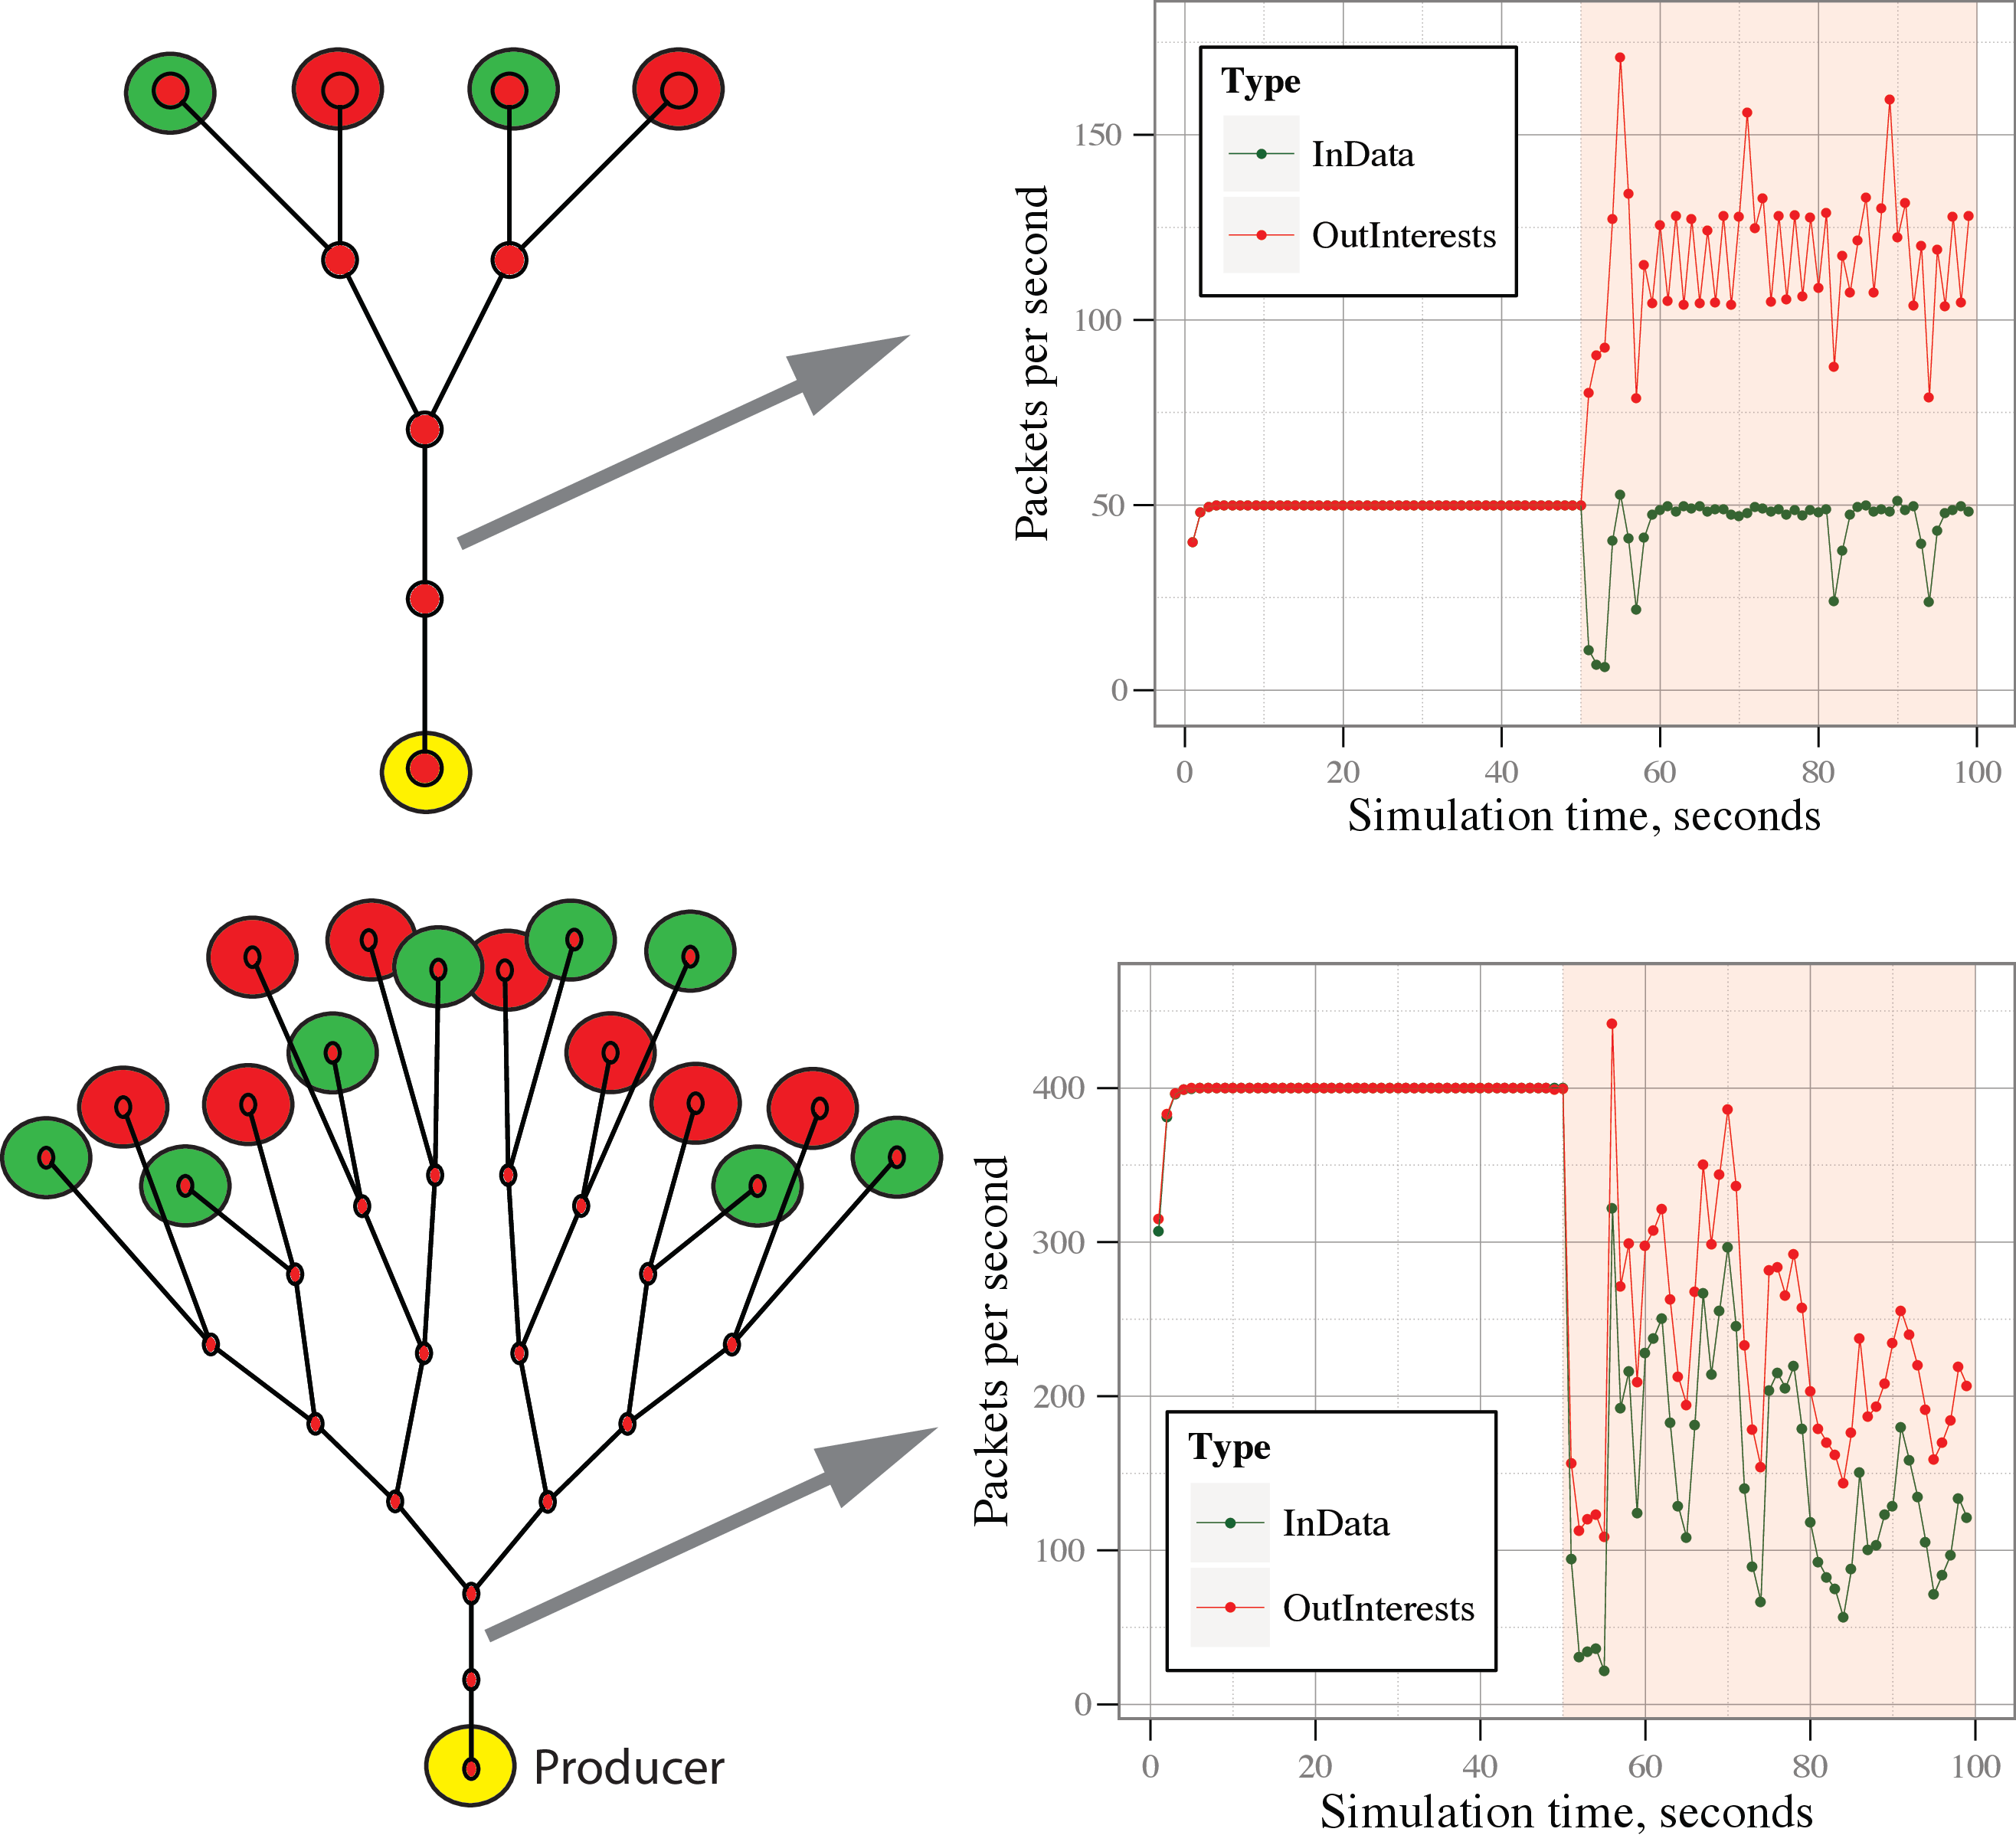 Type
InData
OutInterests
Packets per second
150
100
50
0
0 20 40 60 80 100
Simulation time, seconds
Producer
Type
InData
OutInterests
Packets per second
400
300
200
100
0
0 20 40 60 80 100
Simulation time, seconds